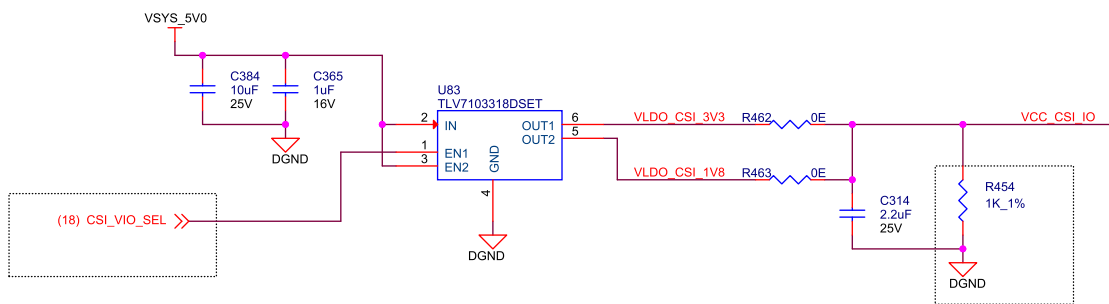 VSYS_5V0
C384
10uF
25V
C365
1uF
16V
DGND
U83
TLV7103318DSET
2
IN
1
EN1
3
EN2
GND
4
OUT1
6
OUT2
5
DGND
VLDO_CSI_3V3
R462
0E
VCC_CSI_IO
VLDO_CSI_1V8
R463
0E
C314
2.2uF
25V
R454
1K_1%
DGND
(18) CSI_VIO_SEL